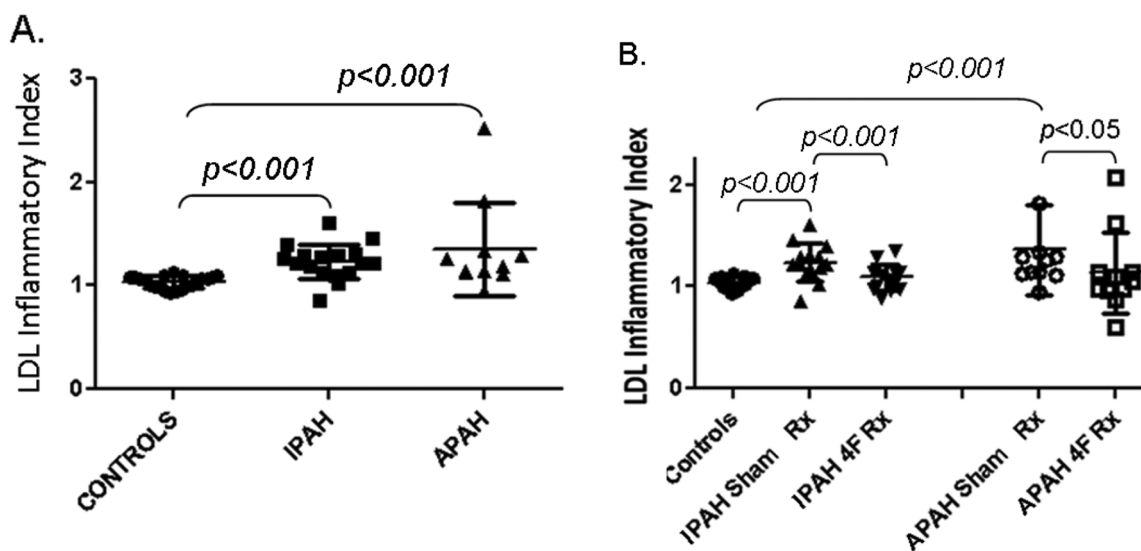 A.
LDL Inflammatory Index
3
2
1
0
p<0.001
p<0.001
CONTROLS
IPAH
APAH
B.
LDL Inflammatory Index
2
1
0
p<0.001
p<0.001
p<0.001
p<0.05
Controls
IPAH Sham Rx
IPAH 4F Rx
APAH Sham Rx
APAH 4F Rx